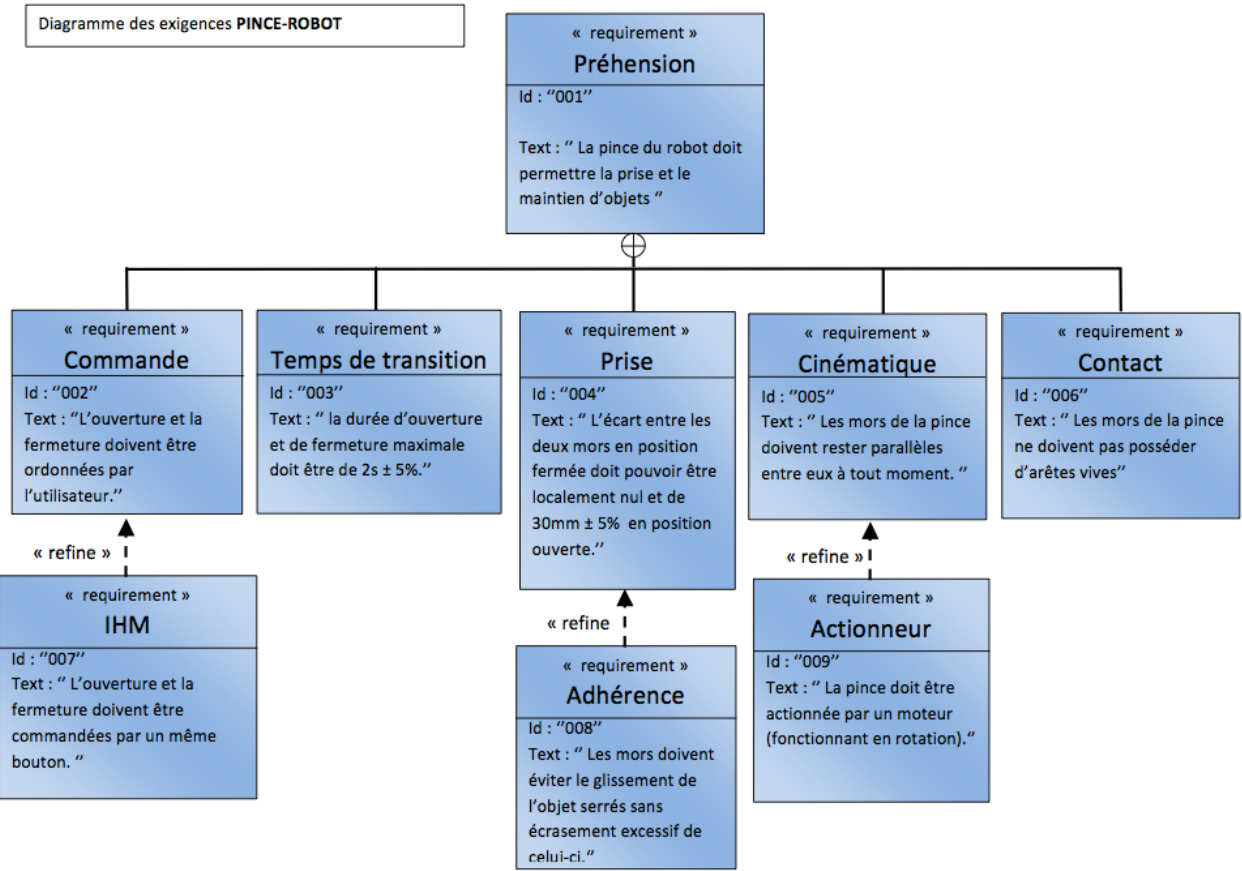 Diagramme des exigences PINCE-ROBOT
« requirement »
Préhension
Id : ‘’001’’
Text : ‘’ La pince du robot doit
permettre la prise et le
maintien d’objets ‘’
« requirement »
Commande
Id : ‘’002’’
Text : ‘’L’ouverture et la
fermeture doivent être
ordonnées par
l’utilisateur.’’
« requirement »
Temps de transition
Id : ‘’003’’
Text : ‘’ la durée d’ouverture
et de fermeture maximale
doit être de 2s ± 5%.’’
« requirement »
Prise
Id : ‘’004’’
Text : ‘’ L’écart entre les
deux mors en position
fermée doit pouvoir être
localement nul et de
30mm ± 5% en position
ouverte.’’
« requirement »
Cinématique
Id : ‘’005’’
Text : ‘’ Les mors de la pince
doivent rester parallèles
entre eux à tout moment. ‘’
« requirement »
Contact
Id : ‘’006’’
Text : ‘’ Les mors de la pince
ne doivent pas posséder
d’arêtes vives’’
« refine »
« requirement »
IHM
Id : ‘’007’’
Text : ‘’ L’ouverture et la
fermeture doivent être
commandées par un même
bouton. ‘’
« refine
« requirement »
Adhérence
Id : ‘’008’’
Text : ‘’ Les mors doivent
éviter le glissement de
l’objet serrés sans
écrasement excessif de
celui-ci.’’
« refine »
« requirement »
Actionneur
Id : ‘’009’’
Text : ‘’ La pince doit être
actionnée par un moteur
(fonctionnant en rotation).‘’